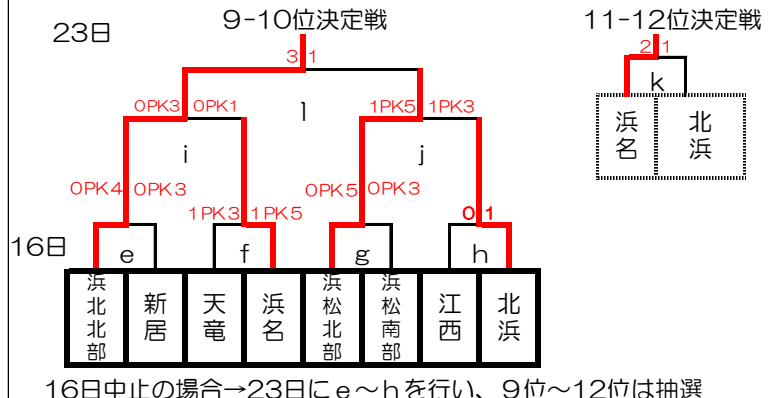 23日
9-10位決定戦
11-12位決定戦
3 1
2 1
k
浜名
北浜
0PK3 0PK1
l
1PK5 1PK3
i
j
0PK4 0PK3
1PK3 1PK5
0PK5 0PK3
0 1
16日
e
f
g
h
浜北北部
新居
天竜
浜名
浜松北部
浜松南部
江西
北浜
16日中止の場合→23日にe～hを行い、9位～12位は抽選